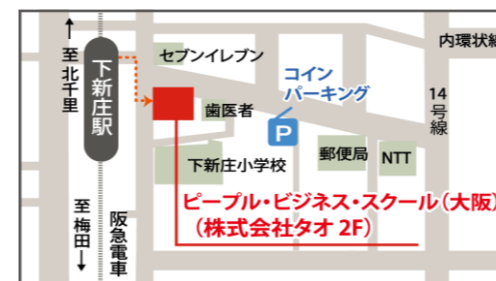 ↑
至北千里
下新庄駅
至梅田
↓
阪急電車
セブンイレブン
歯医者
コイン
パーキング
P
下新庄小学校
郵便局
NTT
14号線
内環状線
ピープル・ビジネス・スクール（大阪）
（株式会社タオ 2F）